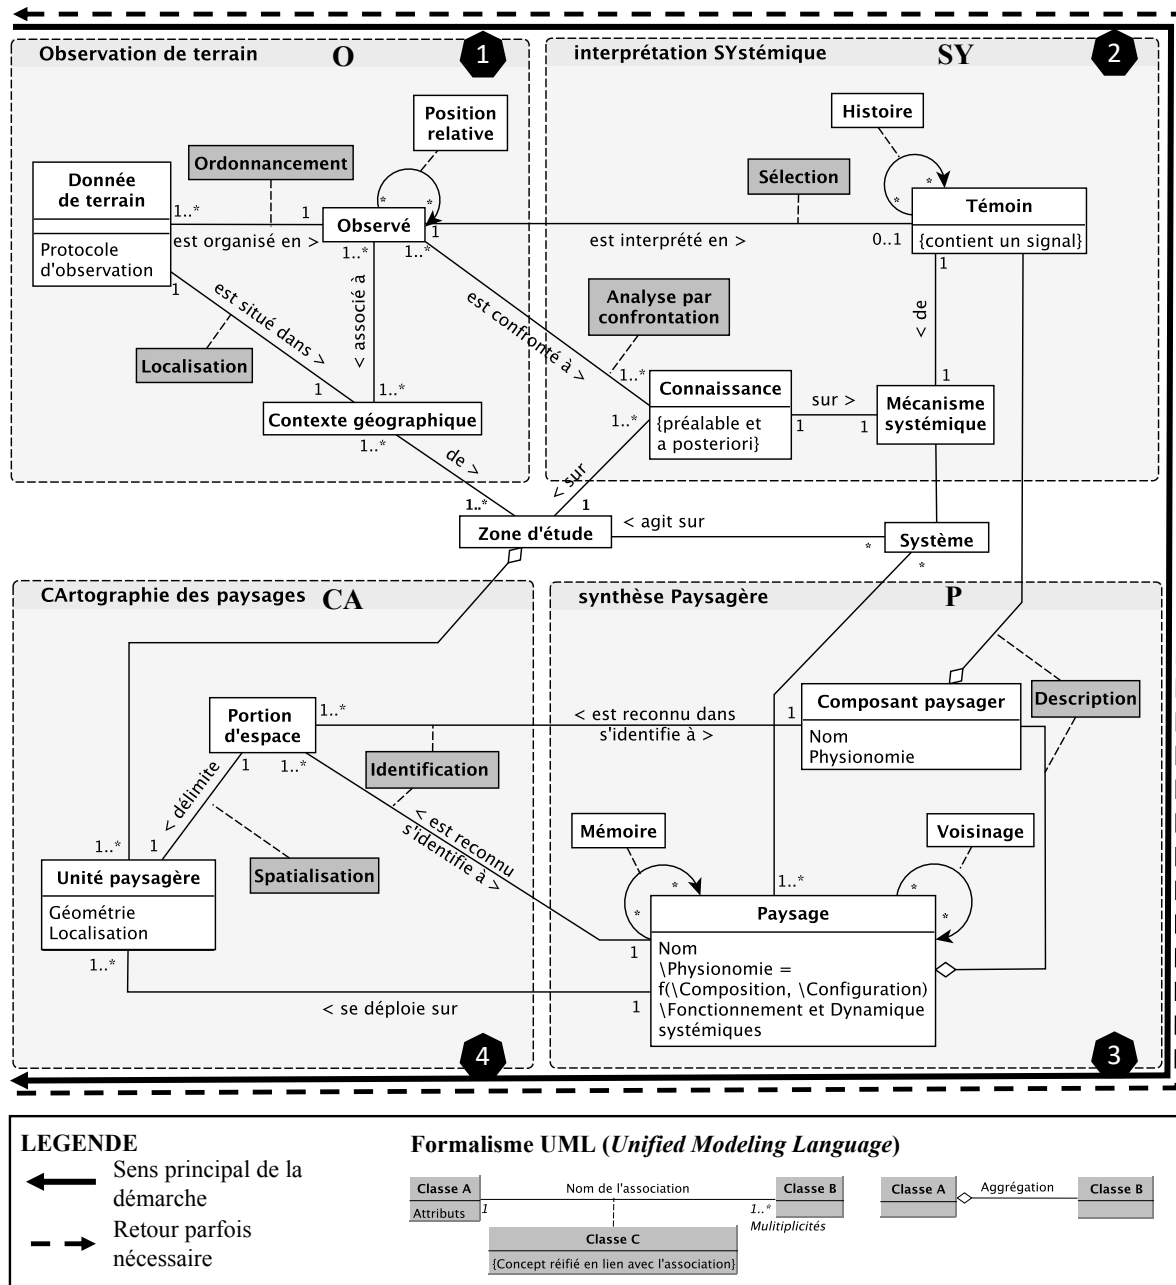 Observation de terrain
O
1
interprétation SYstémique
SY
2
Position
relative
Histoire
Ordonnancement
Donnée
de terrain
Protocole
d'observation
1..*
1
est organisé en >
Observé
*
*
1
1..*
1..*
Sélection
est interprété en >
0..1
*
*
Témoin
{contient un signal}
1
1
est situé dans >
Localisation
1
< associé à
1..*
Contexte géographique
1..*
est confronté à >
Analyse par
confrontation
1..*
1..*
Connaissance
{préalable et
a posteriori}
1
sur >
1
< de
1
Mécanisme
systémique
de >
1..*
< sur
1
Zone d'étude
< agit sur
*
Système
*
CArtographie des paysages
CA
synthèse Paysagère
P
Portion
d'espace
1..*
< est reconnu dans
s'identifie à >
1
Composant paysager
Nom
Physionomie
Description
1
1..*
Identification
< délimite
< est reconnu
s'identifie à >
Mémoire
Voisinage
1..*
1
Spatialisation
Unité paysagère
Géométrie
Localisation
1..*
*
*
1..*
*
*
Paysage
Nom
\Physionomie =
f(\Composition, \Configuration)
\Fonctionnement et Dynamique
systémiques
1
1
< se déploie sur
4
3
LEGENDE
Sens principal de la
démarche
Retour parfois
nécessaire
Formalisme UML (Unified Modeling Language)
Classe A
Attributs
1
Nom de l'association
1..*
Classe B
Mulitiplicités
Classe C
{Concept réifié en lien avec l'association}
Classe A
Aggrégation
Classe B